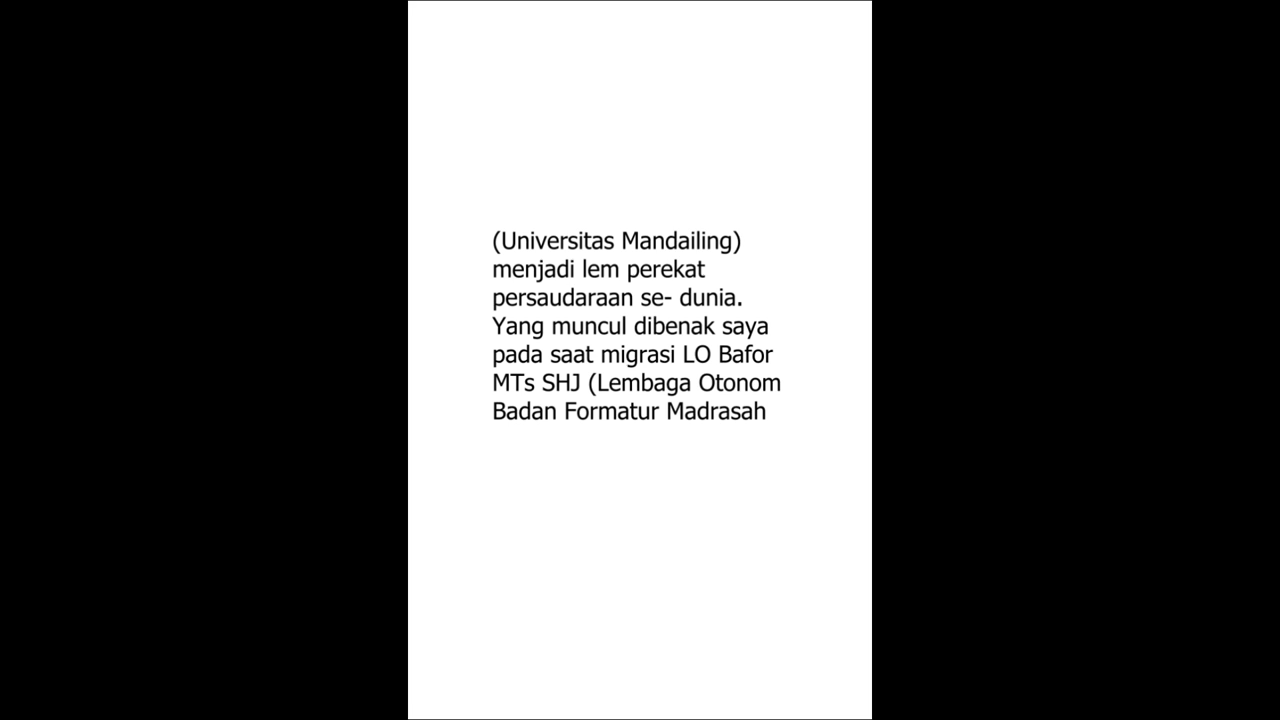 (Universitas Mandailing)
menjadi lem perekat
persaudaraan se- dunia.
Yang muncul dibenak saya
pada saat migrasi LO Bafor
MTs SHJ (Lembaga Otonom
Badan Formatur Madrasah